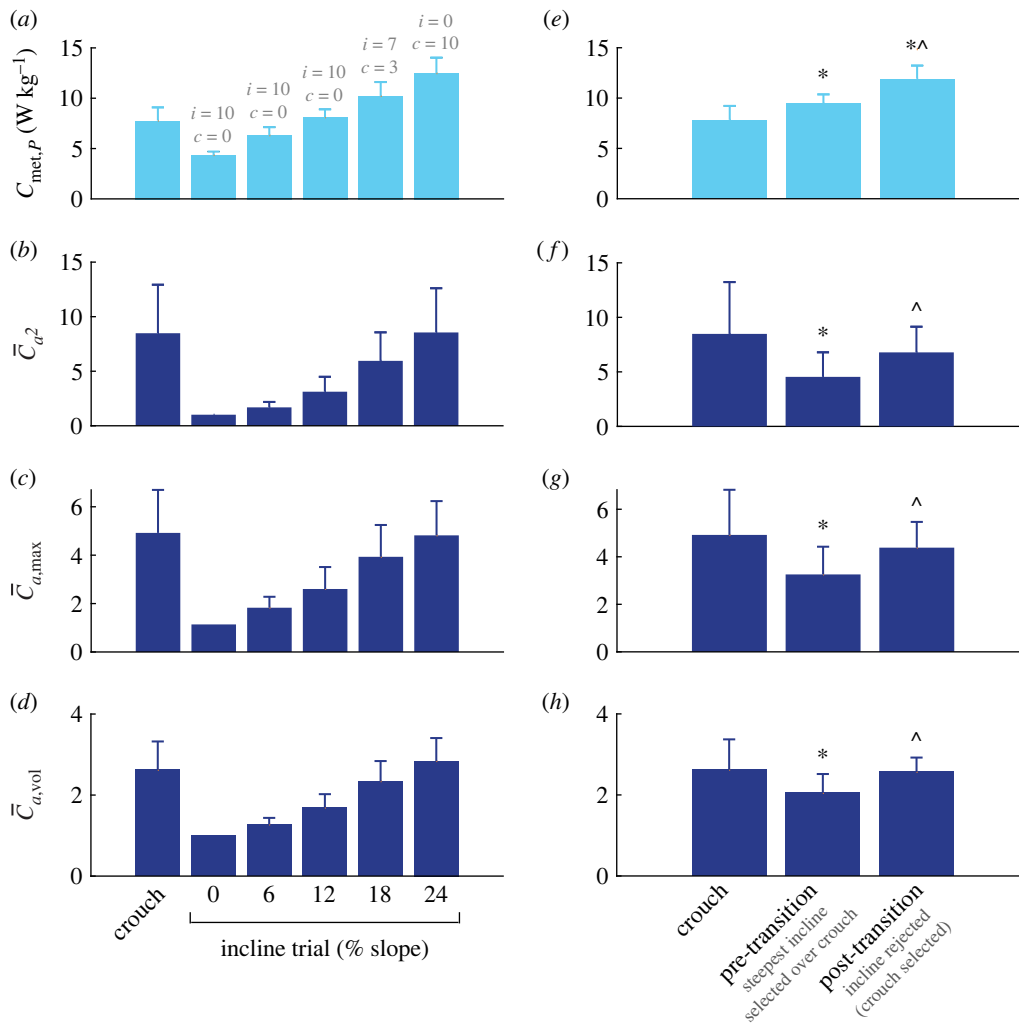 (a)
C_met,P (W kg⁻¹)
15
10
5
0
i = 10
c = 0
i = 10
c = 0
i = 10
c = 0
i = 7
c = 3
i = 0
c = 10
(e)
15
10
5
0
*
*^
(b)
C̄_a²
15
10
5
0
(f)
15
10
5
0
*
^
(c)
C̄_a,max
6
4
2
0
(g)
6
4
2
0
*
^
(d)
C̄_a,vol
4
2
0
crouch
0 6 12 18 24
incline trial (% slope)
(h)
4
2
0
*
^
crouch
pre-transition
steepest incline
selected over crouch
post-transition
incline rejected
(crouch selected)